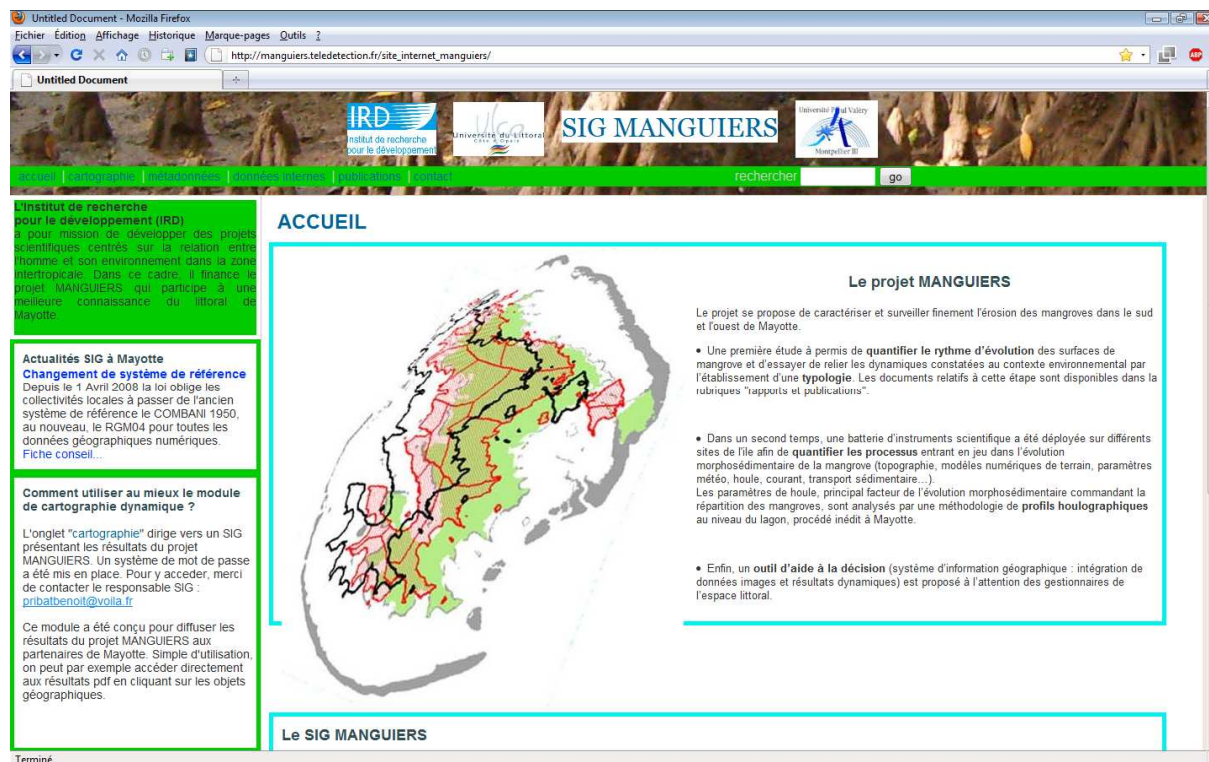 Untitled Document - Mozilla Firefox
Fichier Édition Affichage Historique Marque-pages Outils ?
http://manguiers.teledetection.fr/site_internet_manguiers/
ABP
Untitled Document
IRD
Institut de recherche
pour le développement
Université du Littoral
Côte d'Opale
SIG MANGUIERS
Université Paul Valéry
Montpellier III
accueil | cartographie | métadonnées | données internes | publications | contact
rechercher go
L'Institut de recherche
pour le développement (IRD)
a pour mission de développer des projets
scientifiques centrés sur la relation entre
l'homme et son environnement dans la zone
intertropicale. Dans ce cadre, il finance le
projet MANGUIERS qui participe à une
meilleure connaissance du littoral de
Mayotte.
Actualités SIG à Mayotte
Changement de système de référence
Depuis le 1 Avril 2008 la loi oblige les
collectivités locales à passer de l'ancien
système de référence le COMBANI 1950,
au nouveau, le RGM04 pour toutes les
données géographiques numériques.
Fiche conseil...
Comment utiliser au mieux le module
de cartographie dynamique ?
L'onglet "cartographie" dirige vers un SIG
présentant les résultats du projet
MANGUIERS. Un système de mot de passe
a été mis en place. Pour y acceder, merci
de contacter le responsable SIG :
pribatbenoit@voila.fr
Ce module a été conçu pour diffuser les
résultats du projet MANGUIERS aux
partenaires de Mayotte. Simple d'utilisation,
on peut par exemple accéder directement
aux résultats pdf en cliquant sur les objets
géographiques.
ACCUEIL
Le projet MANGUIERS
Le projet se propose de caractériser et surveiller finement l'érosion des mangroves dans le sud
et l'ouest de Mayotte.
• Une première étude à permis de quantifier le rythme d'évolution des surfaces de
mangrove et d'essayer de relier les dynamiques constatées au contexte environnemental par
l'établissement d'une typologie. Les documents relatifs à cette étape sont disponibles dans la
rubriques "rapports et publications".
• Dans un second temps, une batterie d'instruments scientifique a été déployée sur différents
sites de l'ile afin de quantifier les processus entrant en jeu dans l'évolution
morphosédimentaire de la mangrove (topographie, modèles numériques de terrain, paramètres
météo, houle, courant, transport sédimentaire…).
Les paramètres de houle, principal facteur de l'évolution morphosédimentaire commandant la
répartition des mangroves, sont analysés par une méthodologie de profils houlographiques
au niveau du lagon, procédé inédit à Mayotte.
• Enfin, un outil d'aide à la décision (système d'information géographique : intégration de
données images et résultats dynamiques) est proposé à l'attention des gestionnaires de
l'espace littoral.
Le SIG MANGUIERS
Terminé